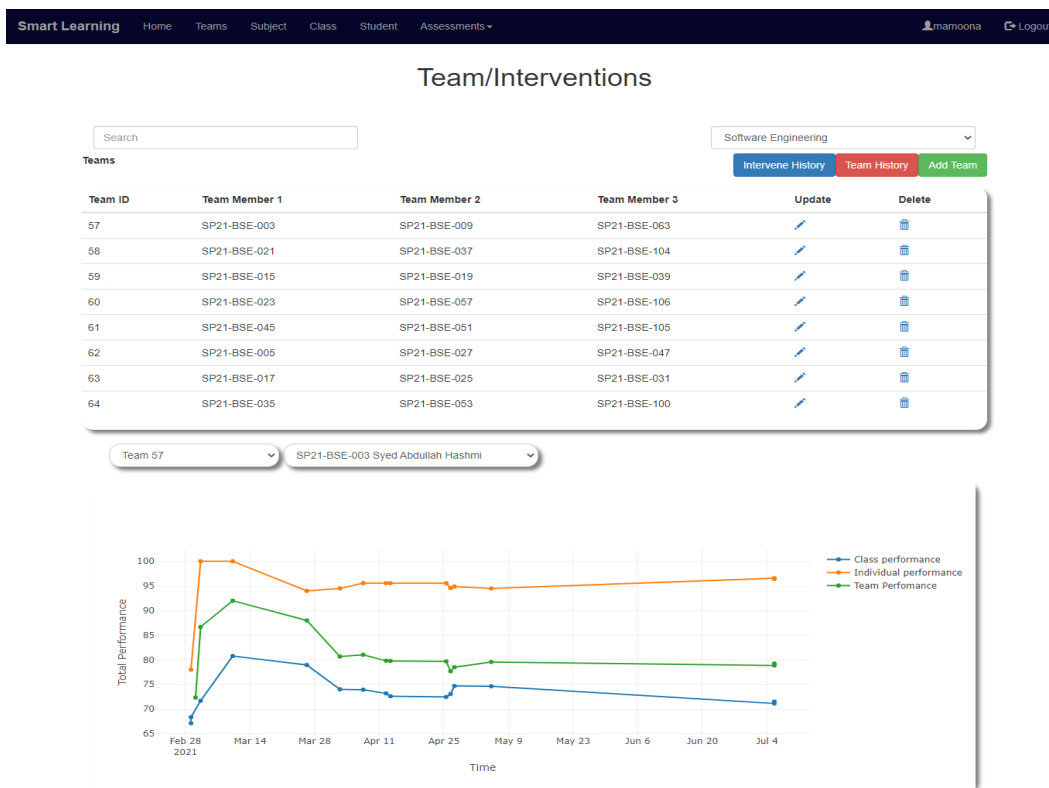 Smart Learning Home Teams Subject Class Student Assessments mamoona Logout
Team/Interventions
Search Software Engineering
Teams Intervene History Team History Add Team
Team ID Team Member 1 Team Member 2 Team Member 3 Update Delete
57 SP21-BSE-003 SP21-BSE-009 SP21-BSE-063
58 SP21-BSE-021 SP21-BSE-037 SP21-BSE-104
59 SP21-BSE-015 SP21-BSE-019 SP21-BSE-039
60 SP21-BSE-023 SP21-BSE-057 SP21-BSE-106
61 SP21-BSE-045 SP21-BSE-051 SP21-BSE-105
62 SP21-BSE-005 SP21-BSE-027 SP21-BSE-047
63 SP21-BSE-017 SP21-BSE-025 SP21-BSE-031
64 SP21-BSE-035 SP21-BSE-053 SP21-BSE-100
Team 57 SP21-BSE-003 Syed Abdullah Hashmi
Class performance
Individual performance
Team Perfomance
Total Performance
100
95
90
85
80
75
70
65
Feb 28 Mar 14 Mar 28 Apr 11 Apr 25 May 9 May 23 Jun 6 Jun 20 Jul 4
2021
Time